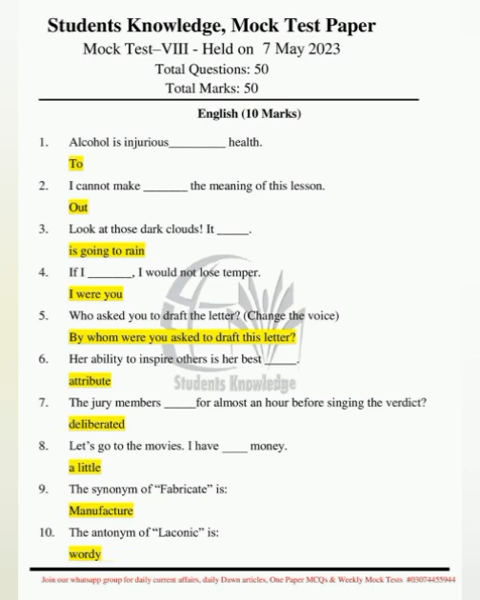 Students Knowledge, Mock Test Paper
Mock Test–VIII - Held on 7 May 2023
Total Questions: 50
Total Marks: 50
English (10 Marks)
1. Alcohol is injurious_________ health.
To
2. I cannot make _______ the meaning of this lesson.
Out
3. Look at those dark clouds! It _____.
is going to rain
4. If I _______, I would not lose temper.
I were you
5. Who asked you to draft the letter? (Change the voice)
By whom were you asked to draft this letter?
6. Her ability to inspire others is her best _____.
attribute
Students Knowledge
7. The jury members _____for almost an hour before singing the verdict?
deliberated
8. Let's go to the movies. I have ____ money.
a little
9. The synonym of “Fabricate” is:
Manufacture
10. The antonym of “Laconic” is:
wordy
Join our whatsapp group for daily current affairs, daily Dawn articles, One Paper MCQs & Weekly Mock Tests #03074455944